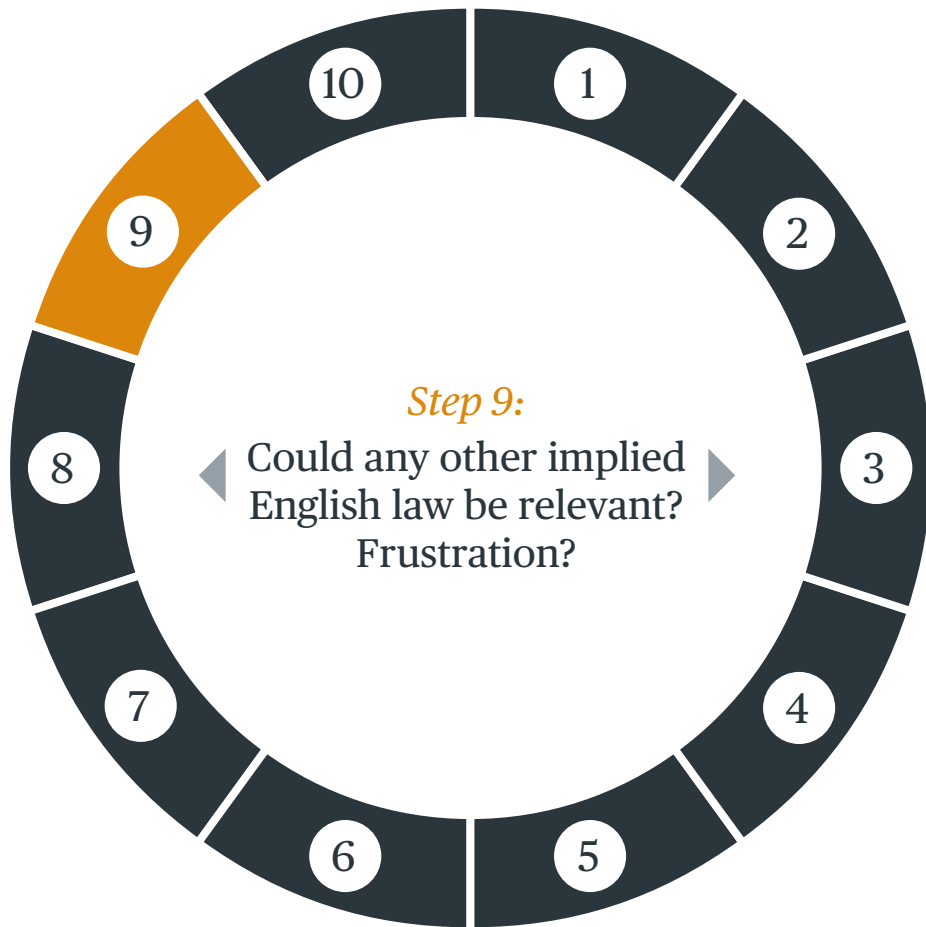 10
1
9
2
Step 9:
Could any other implied
English law be relevant?
Frustration?
8
3
7
4
6
5